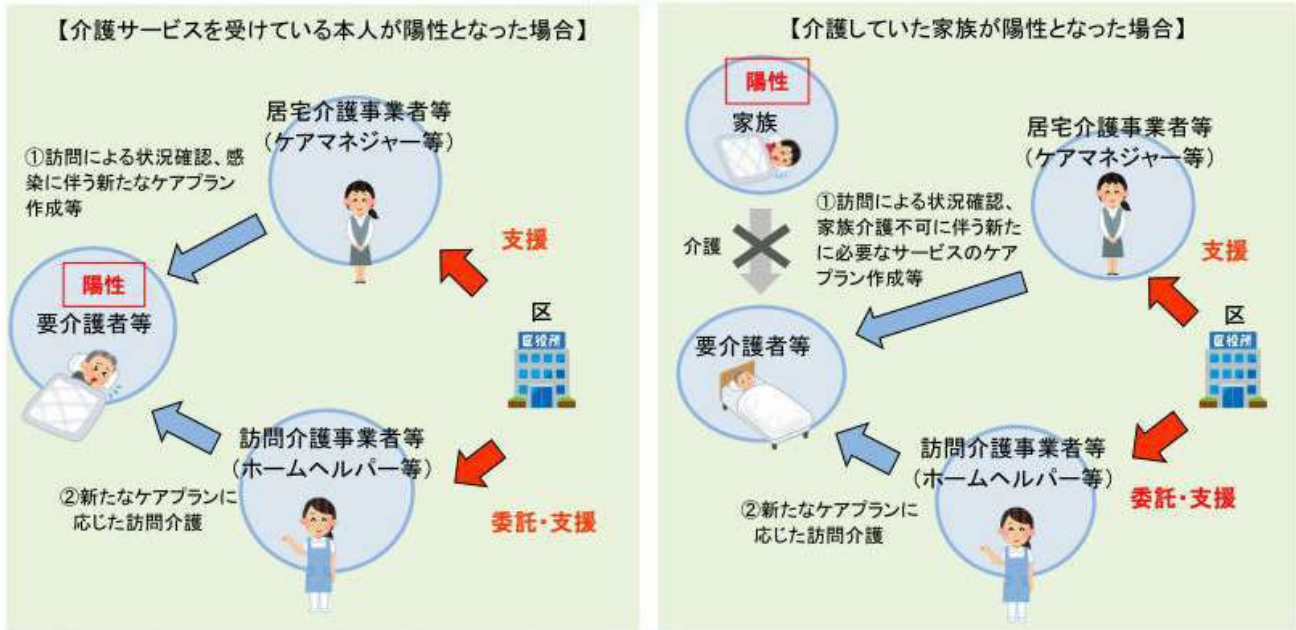 【介護サービスを受けている本人が陽性となった場合】
居宅介護事業者等
（ケアマネジャー等）
①訪問による状況確認、感
染に伴う新たなケアプラン
作成等
支援
陽性
要介護者等
区
区役所
訪問介護事業者等
（ホームヘルパー等）
②新たなケアプランに
応じた訪問介護
委託・支援
【介護していた家族が陽性となった場合】
陽性
家族
居宅介護事業者等
（ケアマネジャー等）
①訪問による状況確認、
家族介護不可に伴う新た
に必要なサービスのケア
プラン作成等
介護
支援
区
区役所
要介護者等
訪問介護事業者等
（ホームヘルパー等）
②新たなケアプランに
応じた訪問介護
委託・支援